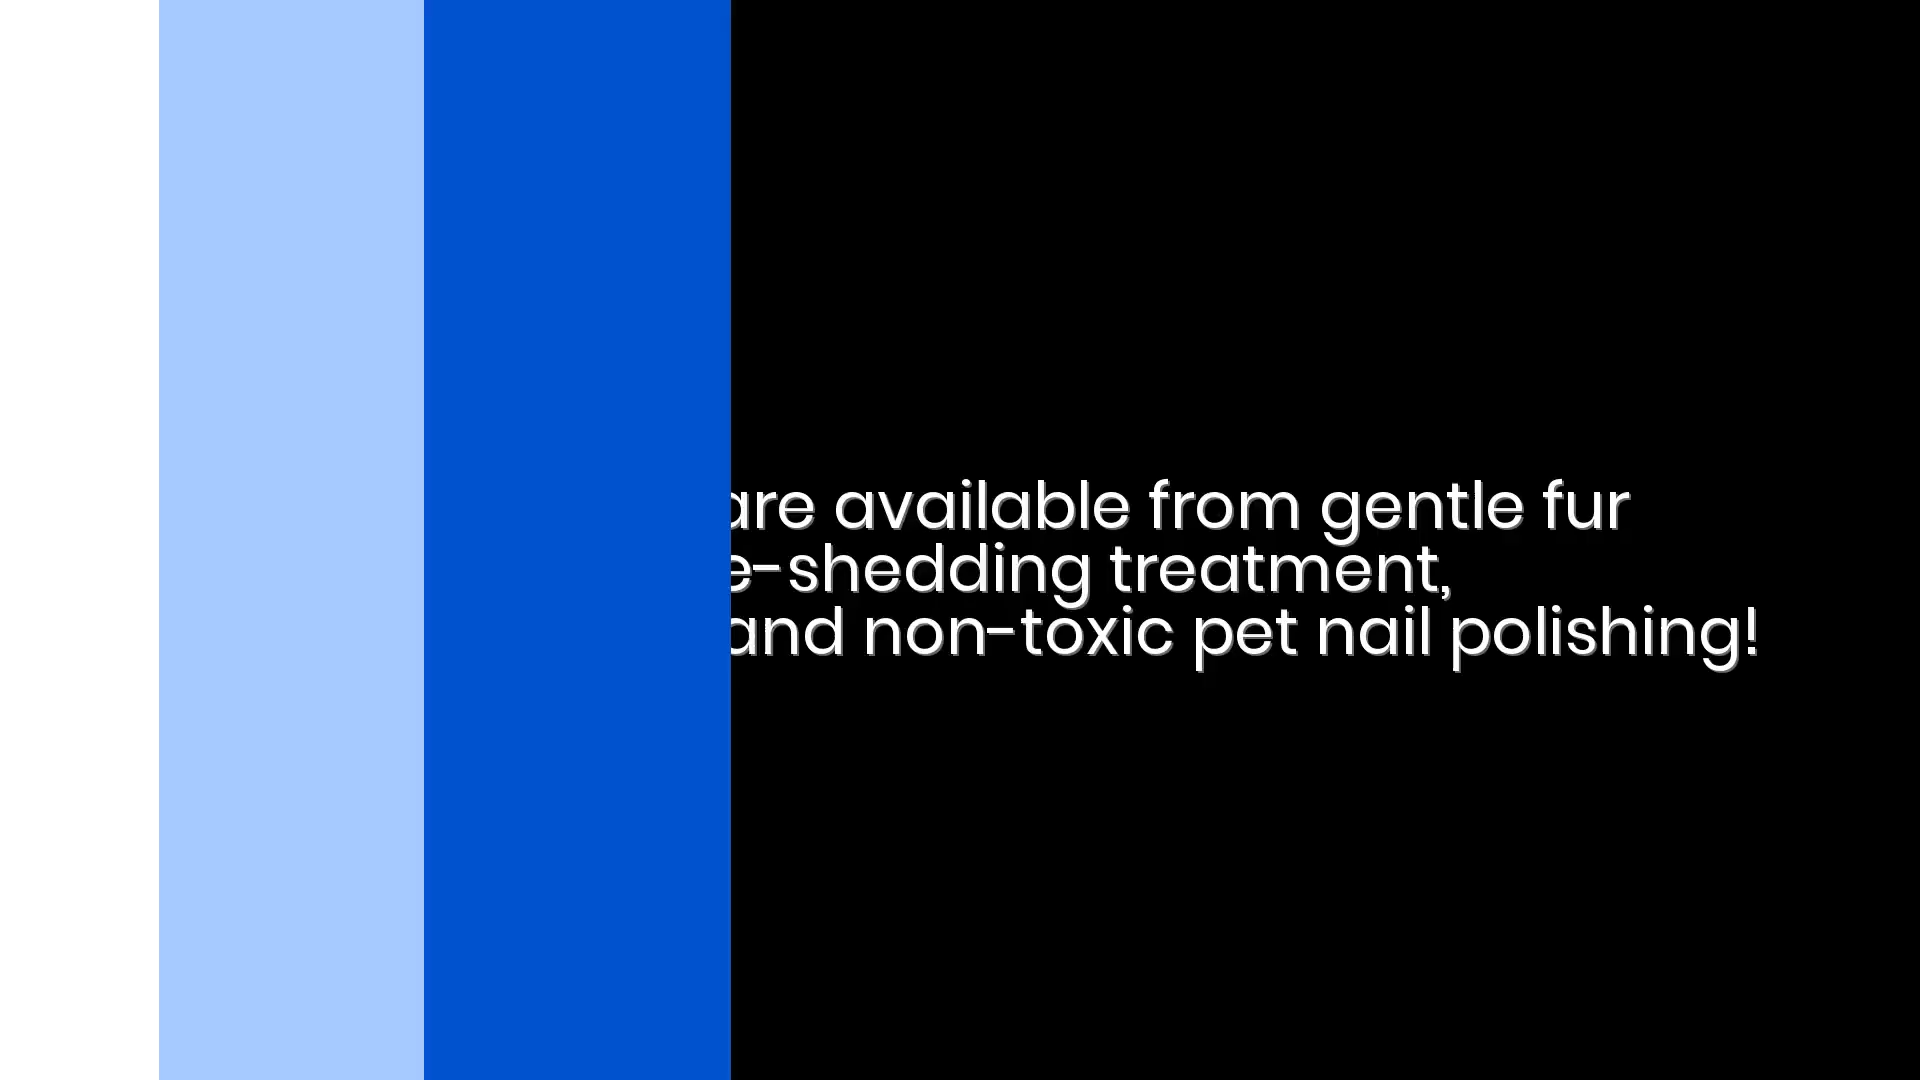 are available from gentle fur
e-shedding treatment,
and non-toxic pet nail polishing!